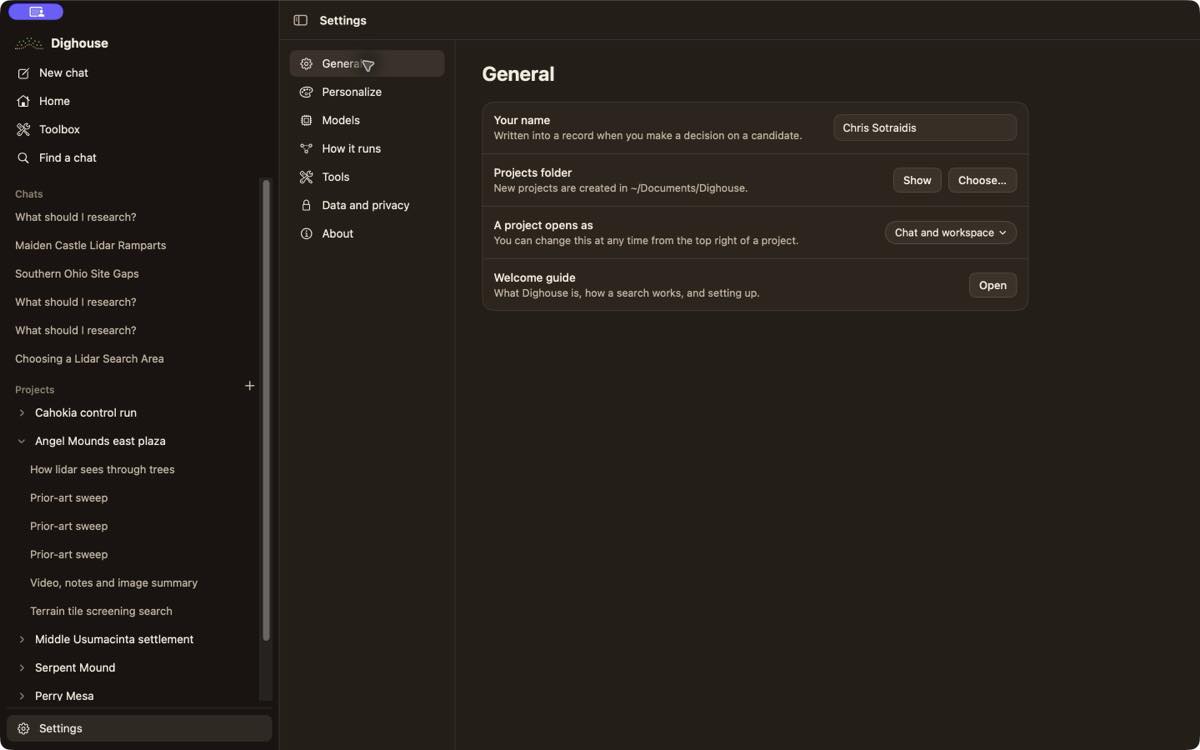 Dighouse
New chat
Home
Toolbox
Find a chat
Chats
What should I research?
Maiden Castle Lidar Ramparts
Southern Ohio Site Gaps
What should I research?
What should I research?
Choosing a Lidar Search Area
Projects
Cahokia control run
Angel Mounds east plaza
How lidar sees through trees
Prior-art sweep
Prior-art sweep
Prior-art sweep
Video, notes and image summary
Terrain tile screening search
Middle Usumacinta settlement
Serpent Mound
Perry Mesa
Settings
Settings
General
Personalize
Models
How it runs
Tools
Data and privacy
About
General
Your name
Written into a record when you make a decision on a candidate.
Chris Sotraidis
Projects folder
New projects are created in ~/Documents/Dighouse.
Show
Choose...
A project opens as
You can change this at any time from the top right of a project.
Chat and workspace
Welcome guide
What Dighouse is, how a search works, and setting up.
Open